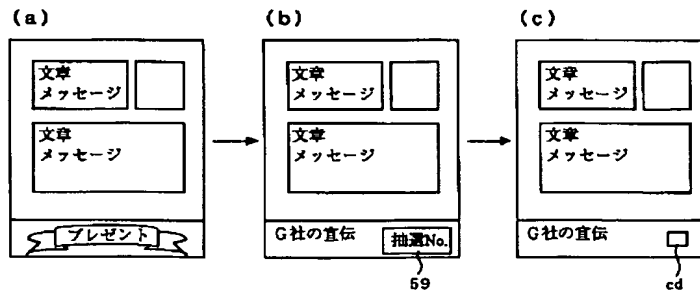 (a)
(b)
(c)
文章
メッセージ
文章
メッセージ
文章
メッセージ
文章
メッセージ
文章
メッセージ
文章
メッセージ
プレゼント
G社の宣伝
抽選No.
G社の宣伝
59
cd